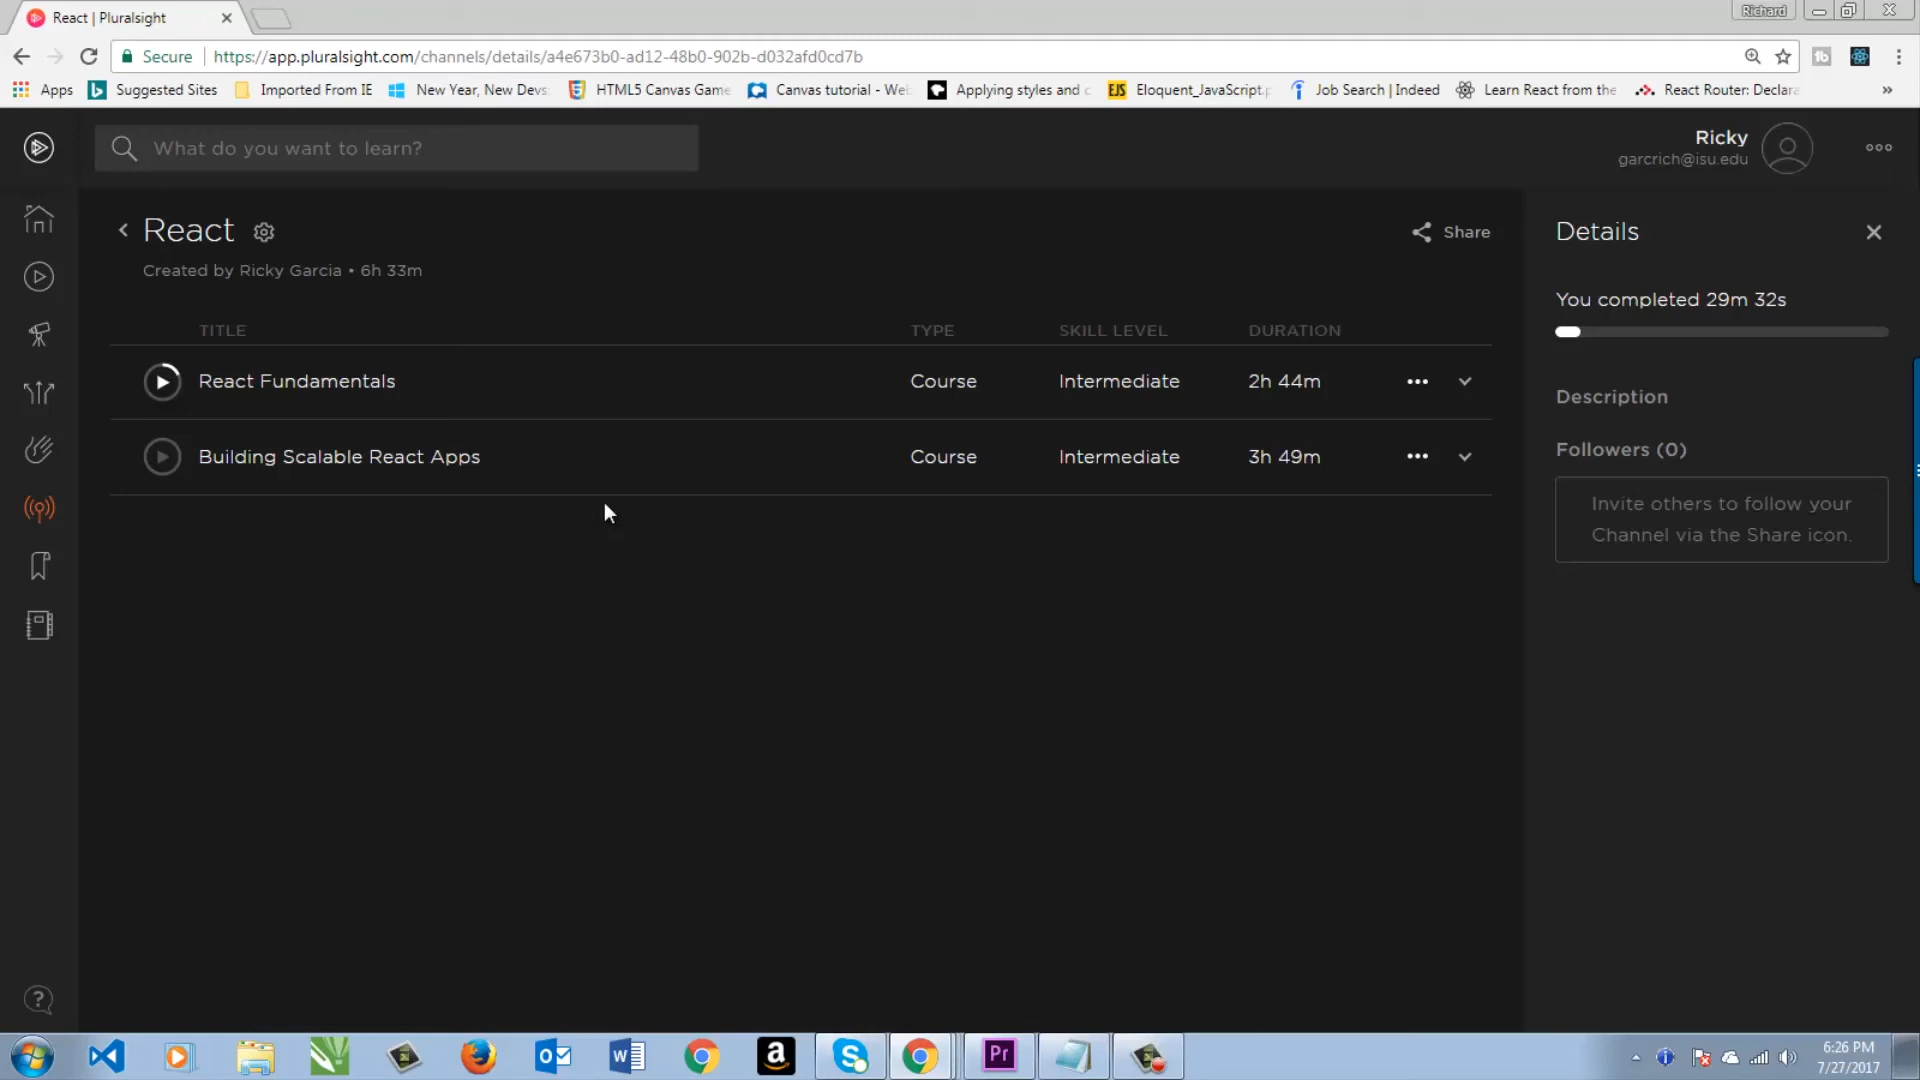 React | Pluralsight
Richard
Secure https://app.pluralsight.com/channels/details/a4e673b0-ad12-48b0-902b-d032afd0cd7b
Apps Suggested Sites Imported From IE New Year, New Devs: HTML5 Canvas Game Canvas tutorial - We Applying styles and c Eloquent_JavaScript.p Job Search | Indeed Learn React from the React Router: Declara
What do you want to learn?
Ricky
garcrich@isu.edu
React
Share
Created by Ricky Garcia • 6h 33m
TITLE TYPE SKILL LEVEL DURATION
React Fundamentals Course Intermediate 2h 44m
Building Scalable React Apps Course Intermediate 3h 49m
Details
You completed 29m 32s
Description
Followers (0)
Invite others to follow your
Channel via the Share icon.
6:26 PM
7/27/2017